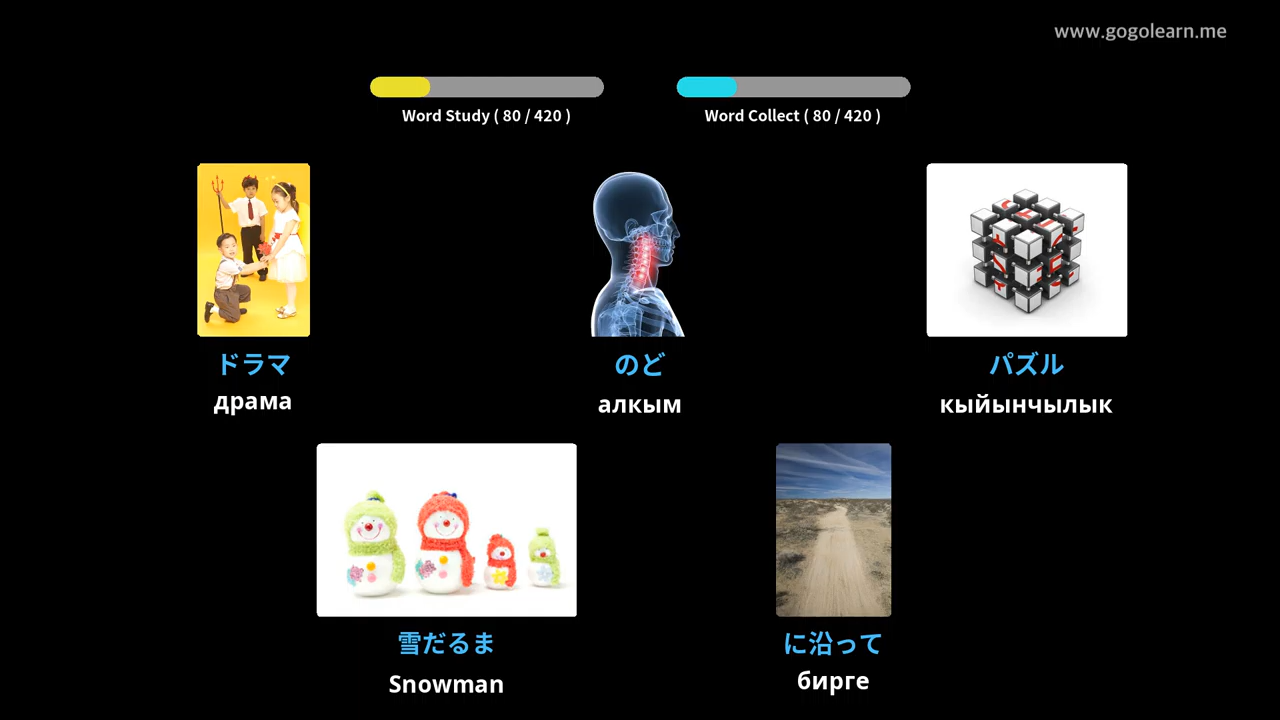 www.gogolearn.me
Word Study ( 80 / 420 )
Word Collect ( 80 / 420 )
ドラマ
драма
のど
алкым
パズル
кыйынчылык
雪だるま
Snowman
に沿って
бирге